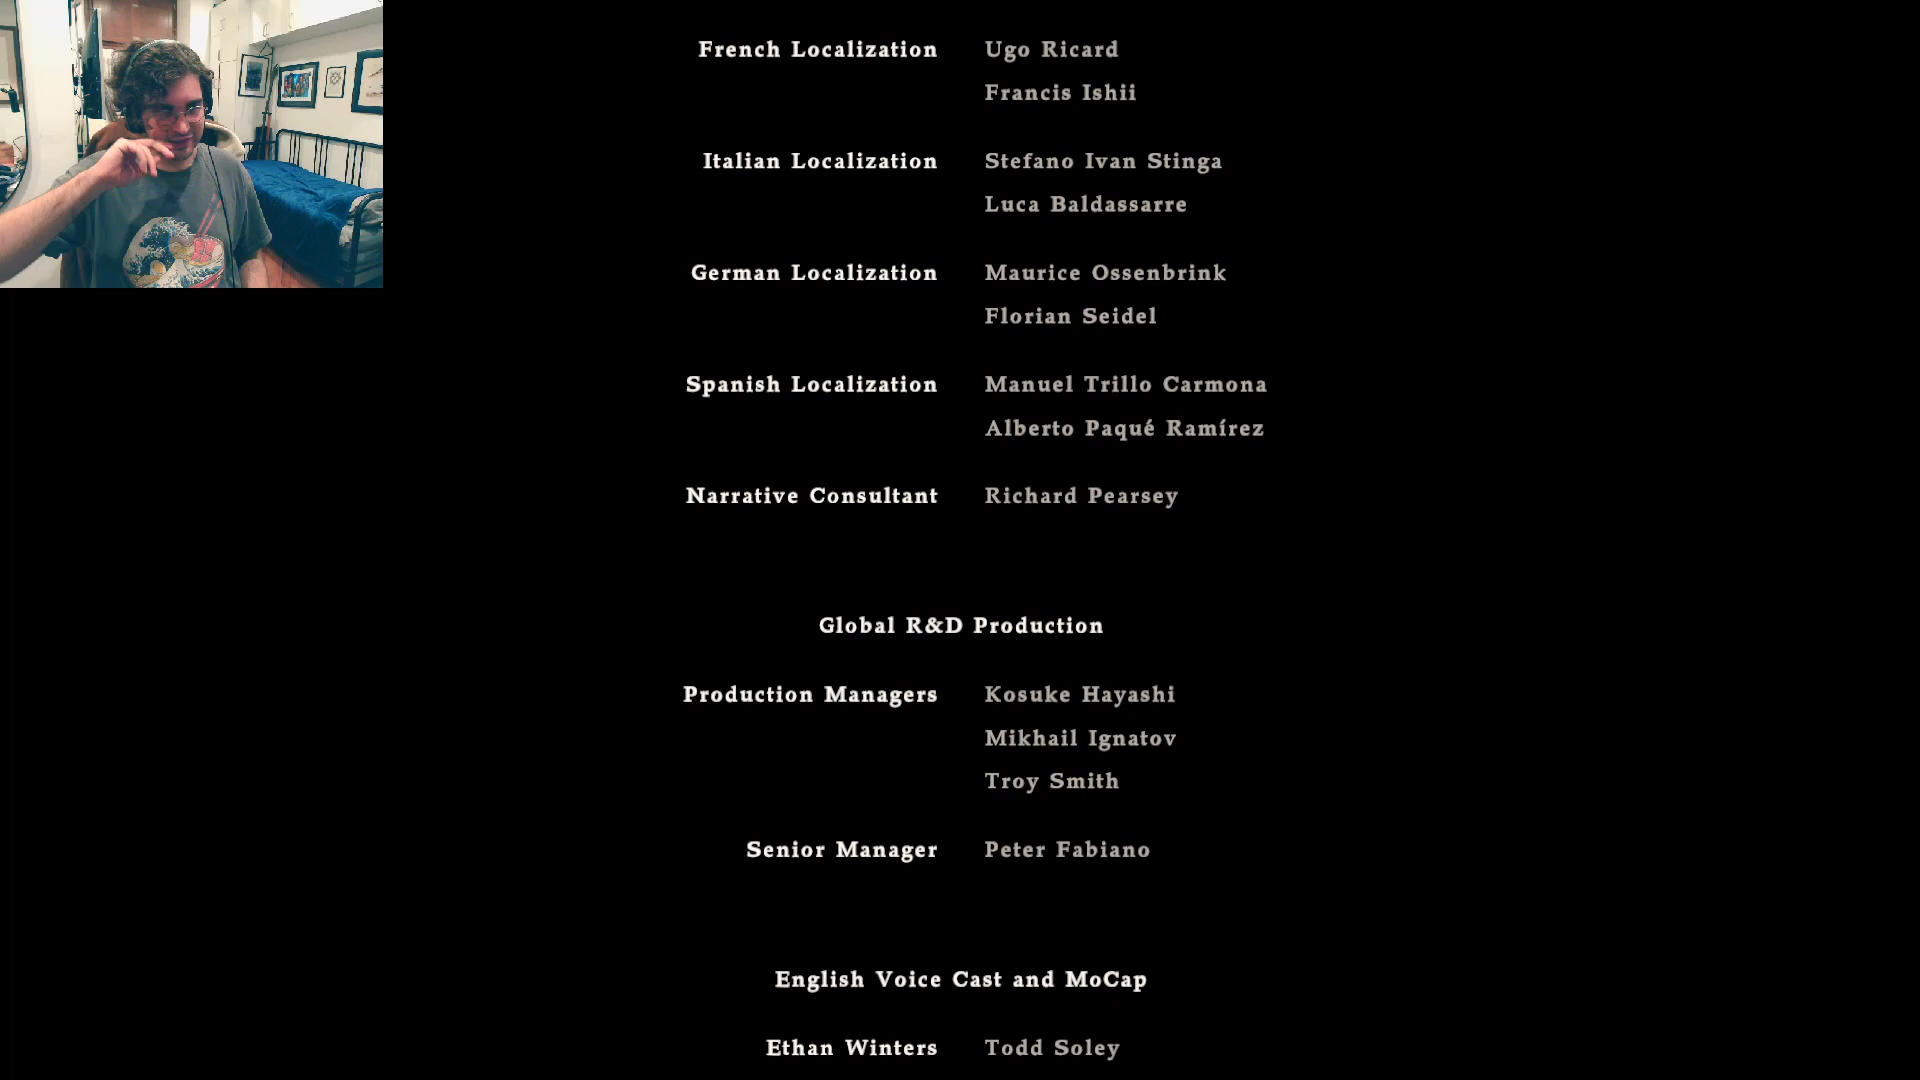 French Localization Ugo Ricard
Francis Ishii
Italian Localization Stefano Ivan Stinga
Luca Baldassarre
German Localization Maurice Ossenbrink
Florian Seidel
Spanish Localization Manuel Trillo Carmona
Alberto Paqué Ramírez
Narrative Consultant Richard Pearsey
Global R&D Production
Production Managers Kosuke Hayashi
Mikhail Ignatov
Troy Smith
Senior Manager Peter Fabiano
English Voice Cast and MoCap
Ethan Winters Todd Soley